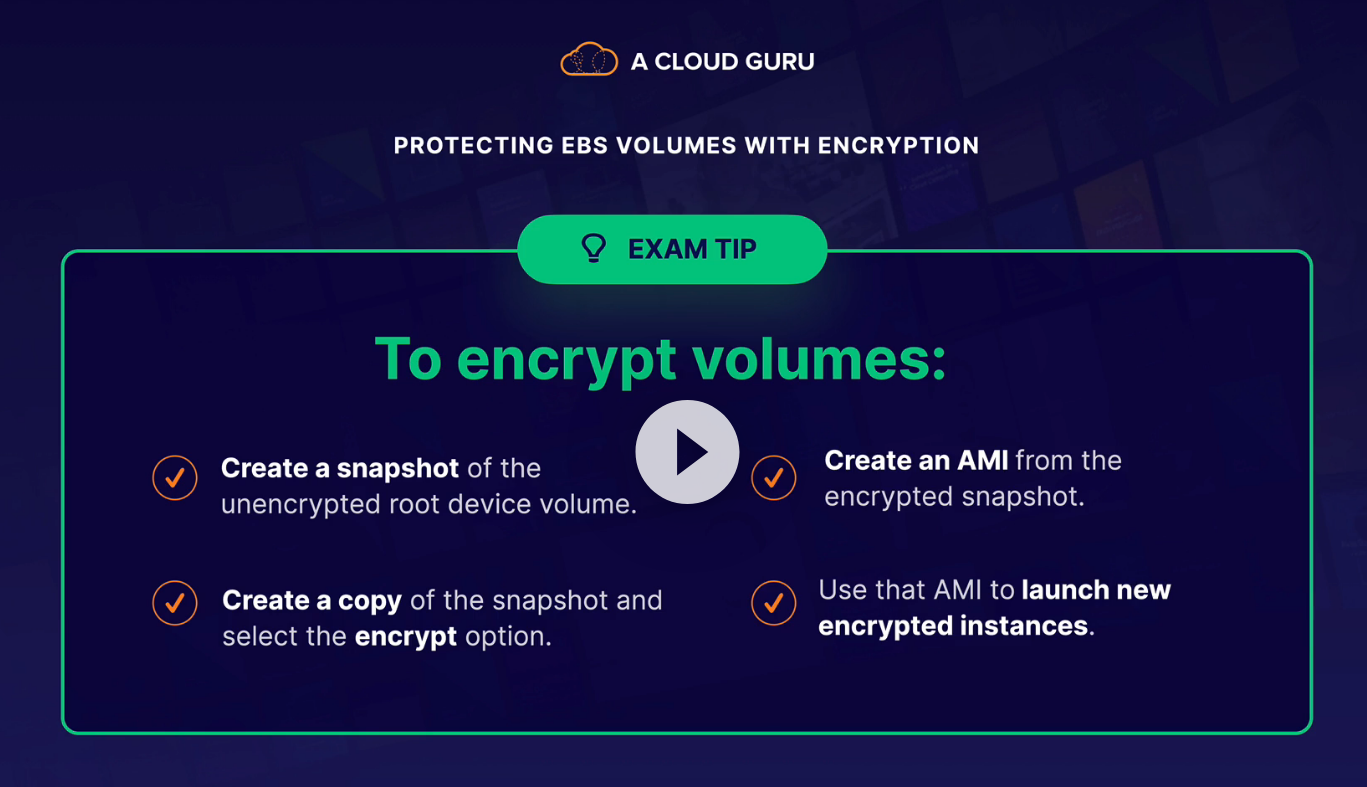 A CLOUD GURU
PROTECTING EBS VOLUMES WITH ENCRYPTION
EXAM TIP
To encrypt volumes:
Create a snapshot of the
unencrypted root device volume.
Create a copy of the snapshot and
select the encrypt option.
Create an AMI from the
encrypted snapshot.
Use that AMI to launch new
encrypted instances.